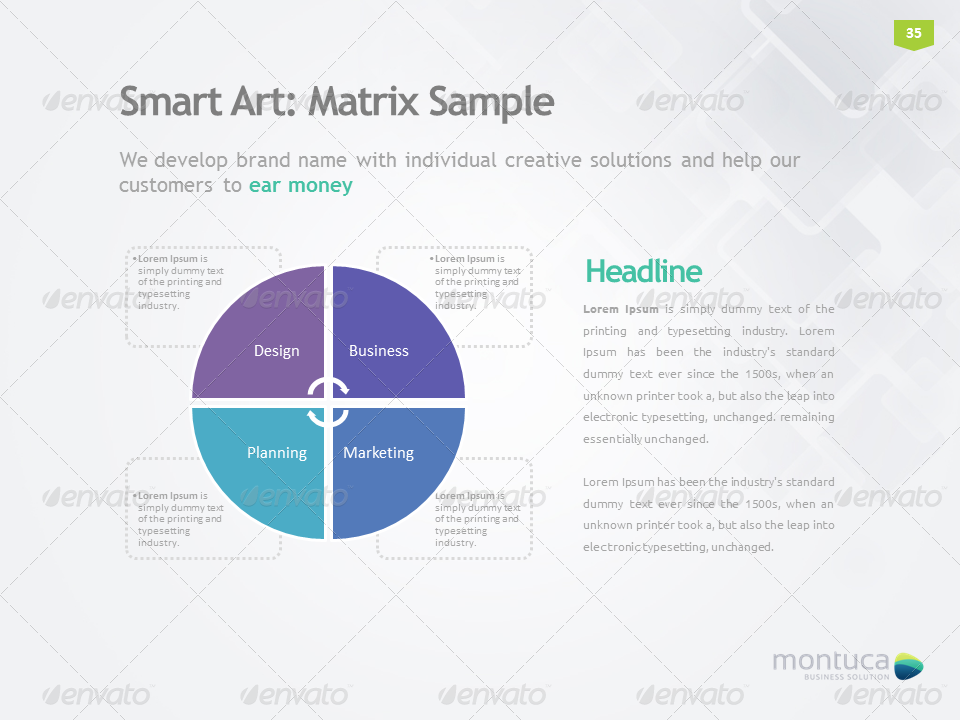 35
Smart Art: Matrix Sample
We develop brand name with individual creative solutions and help our
customers to ear money
•Lorem Ipsum is
simply dummy text
of the printing and
typesetting
industry.
•Lorem Ipsum is
simply dummy text
of the printing and
typesetting
industry.
Design
Business
Planning
Marketing
•Lorem Ipsum is
simply dummy text
of the printing and
typesetting
industry.
Lorem Ipsum is
simply dummy text
of the printing and
typesetting
industry.
Headline
Lorem Ipsum is simply dummy text of the
printing and typesetting industry. Lorem
Ipsum has been the industry's standard
dummy text ever since the 1500s, when an
unknown printer took a, but also the leap into
electronic typesetting, unchanged. remaining
essentially unchanged.
Lorem Ipsum has been the industry's standard
dummy text ever since the 1500s, when an
unknown printer took a, but also the leap into
electronic typesetting, unchanged.
montuca
BUSINESS SOLUTION
envato envato envato envato envato
envato envato envato envato envato
envato envato envato envato envato
envato envato envato envato envato